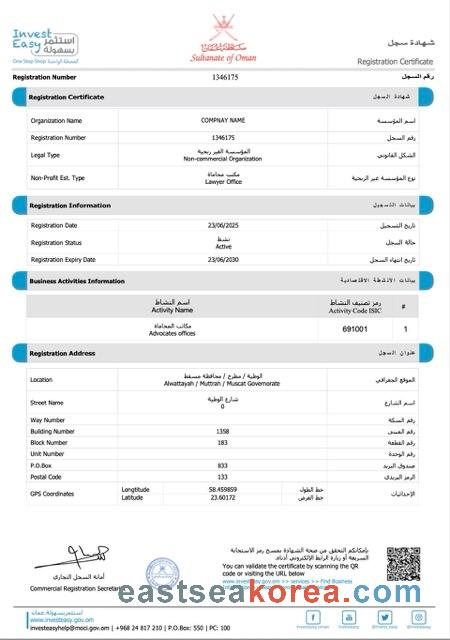 Invest Easy
استثمر بسهولة
One Stop Shop المحطة الواحدة
سلطنة عمان
Sultanate of Oman
شهادة سجل
Registration Certificate
Registration Number 1346175 رقم السجل
Registration Certificate شهادة السجل
Organization Name COMPNAY NAME اسم المؤسسة
Registration Number 1346175 رقم السجل
Legal Type المؤسسة الغير ربحية الشكل القانوني
Non-commercial Organization
Non-Profit Est. Type مكتب محاماة نوع المؤسسة غير الربحية
Lawyer Office
Registration Information بيانات التسجيل
Registration Date 23/06/2025 تاريخ التسجيل
Registration Status نشط حالة السجل
Active
Registration Expiry Date 23/06/2030 تاريخ انتهاء السجل
Business Activities Information بيانات الأنشطة الاقتصادية
اسم النشاط رمز تصنيف النشاط #
Activity Name Activity Code ISIC
مكاتب المحاماة 691001 1
Advocates offices
Registration Address عنوان السجل
Location الوطية / مطرح / محافظة مسقط الموقع الجغرافي
Alwattayah / Muttrah / Muscat Governorate
Street Name شارع الوطية اسم الشارع
0
Way Number رقم السكة
Building Number 1358 رقم المبنى
Block Number 183 رقم القطعة
Unit Number رقم الوحدة
P.O.Box 833 صندوق البريد
Postal Code 133 الرمز البريدي
GPS Coordinates Longtitude 58.459859 خط الطول الإحداثيات
Latitude 23.60172 خط العرض
أمانة السجل التجاري
Commercial Registration Secretary
بإمكانكم التحقق من صحة الشهادة بمسح رمز الاستجابة
السريعة أو زيارة الرابط الإلكتروني أدناه.
You can validate the certificate by scanning the QR
code or visiting the URL below
www.investeasy.gov.om >> services >> Find Business
eastseakorea.com
استثمر بسهولة.عمان
www.investeasy.gov.om
investeasyhelp@moci.gov.om | +968 24 817 210 | P.O.Box: 550 | PC: 100
investeasy.oman investeasy @invest_easy investeasy